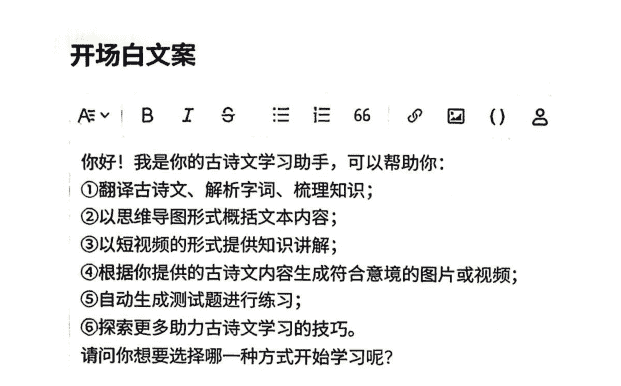 开场白文案
A B I S 66 ()
你好！我是你的古诗文学习助手，可以帮助你：
①翻译古诗文、解析字词、梳理知识；
②以思维导图形式概括文本内容；
③以短视频的形式提供知识讲解；
④根据你提供的古诗文内容生成符合意境的图片或视频；
⑤自动生成测试题进行练习；
⑥探索更多助力古诗文学习的技巧。
请问你想要选择哪一种方式开始学习呢？